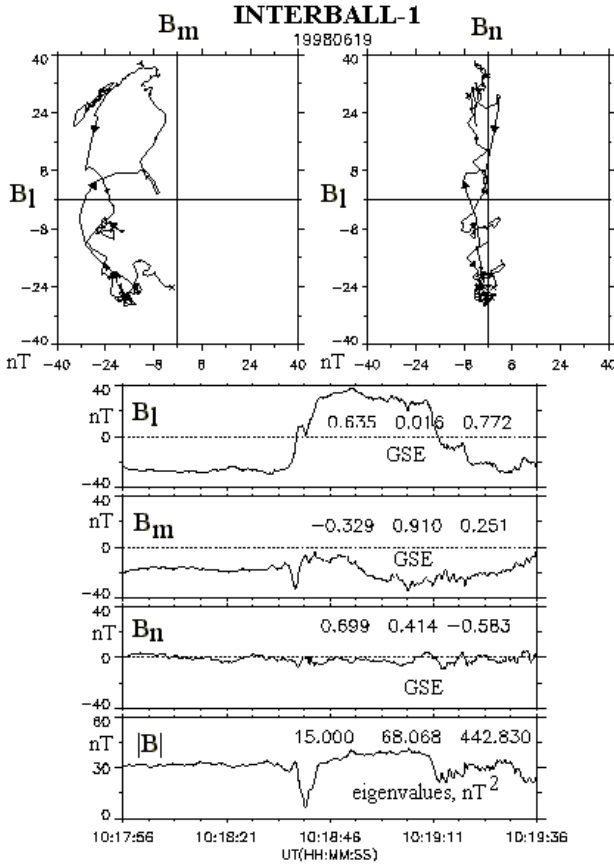 INTERBALL-1
19980619
Bm
Bn
40
24
8
−8
−24
−40
Bl
nT
−40 −24 −8 8 24 40
40
24
8
−8
−24
−40
Bl
nT
−40 −24 −8 8 24 40
40
nT
0
−40
Bl
0.635 0.016 0.772
GSE
40
nT
0
−40
Bm
−0.329 0.910 0.251
GSE
40
nT
0
−40
Bn
0.699 0.414 −0.583
GSE
60
nT
30
0
|B|
15.000 68.068 442.830
eigenvalues, nT2
10:17:56 10:18:21 10:18:46 10:19:11 10:19:36
UT(HH:MM:SS)